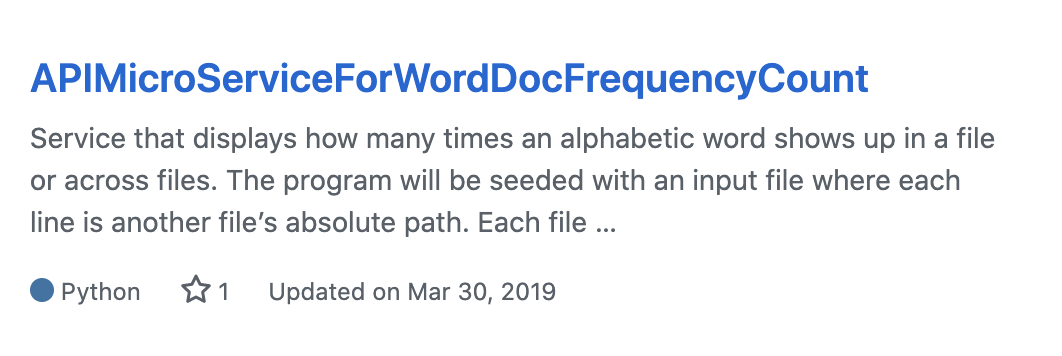 APIMicroServiceForWordDocFrequencyCount
Service that displays how many times an alphabetic word shows up in a file
or across files. The program will be seeded with an input file where each
line is another file’s absolute path. Each file ...
Python 1 Updated on Mar 30, 2019